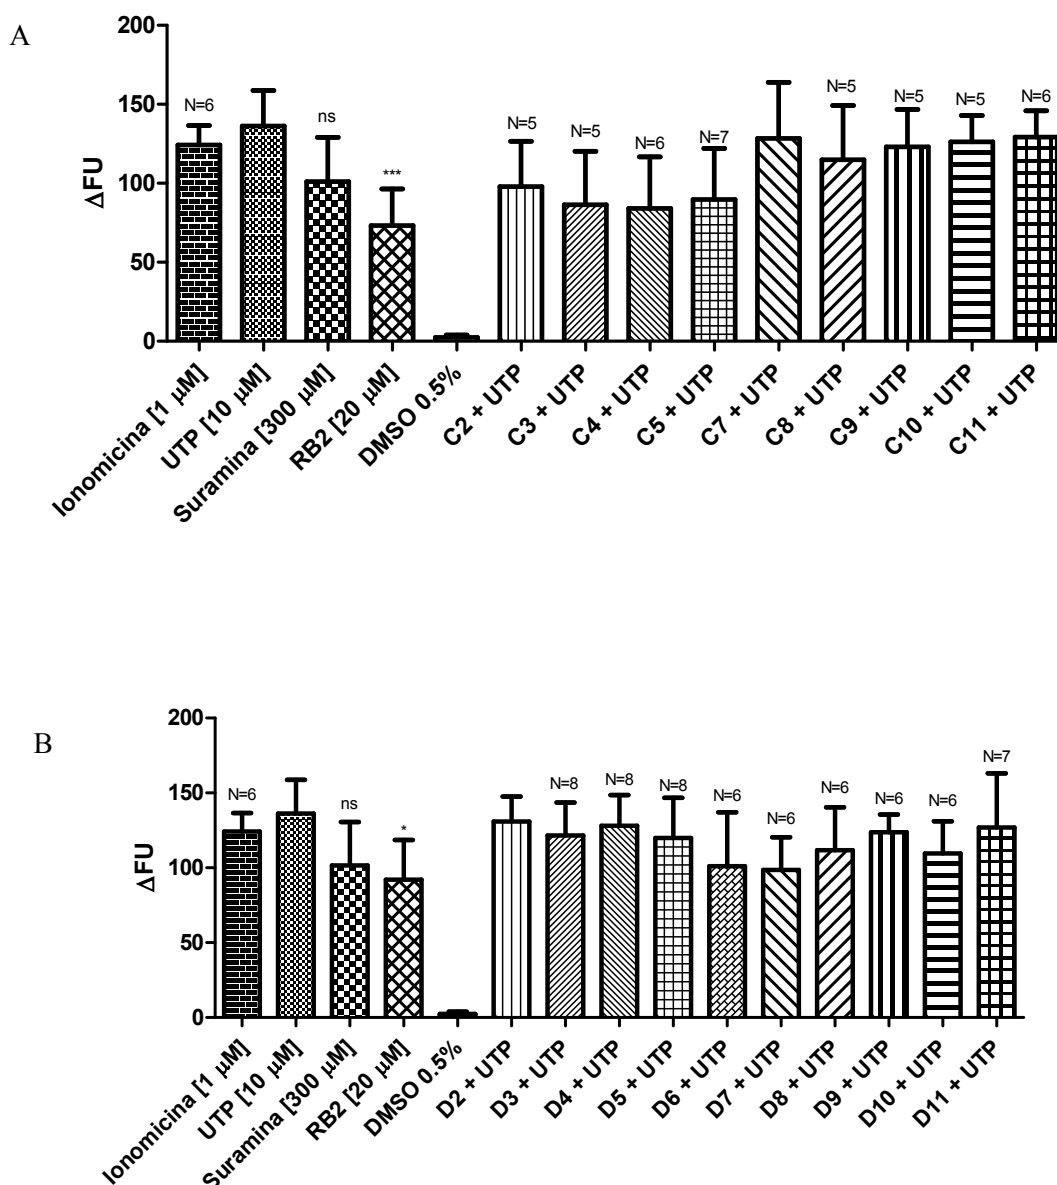 A
200
150
100
50
0
ΔFU
N=6
ns
***
N=5
N=5
N=6
N=7
N=5
N=5
N=5
N=6
Ionomicina [1 μM]
UTP [10 μM]
Suramina [300 μM]
RB2 [20 μM]
DMSO 0.5%
C2 + UTP
C3 + UTP
C4 + UTP
C5 + UTP
C7 + UTP
C8 + UTP
C9 + UTP
C10 + UTP
C11 + UTP
B
200
150
100
50
0
ΔFU
N=6
ns
*
N=8
N=8
N=8
N=6
N=6
N=6
N=6
N=6
N=7
Ionomicina [1 μM]
UTP [10 μM]
Suramina [300 μM]
RB2 [20 μM]
DMSO 0.5%
D2 + UTP
D3 + UTP
D4 + UTP
D5 + UTP
D6 + UTP
D7 + UTP
D8 + UTP
D9 + UTP
D10 + UTP
D11 + UTP